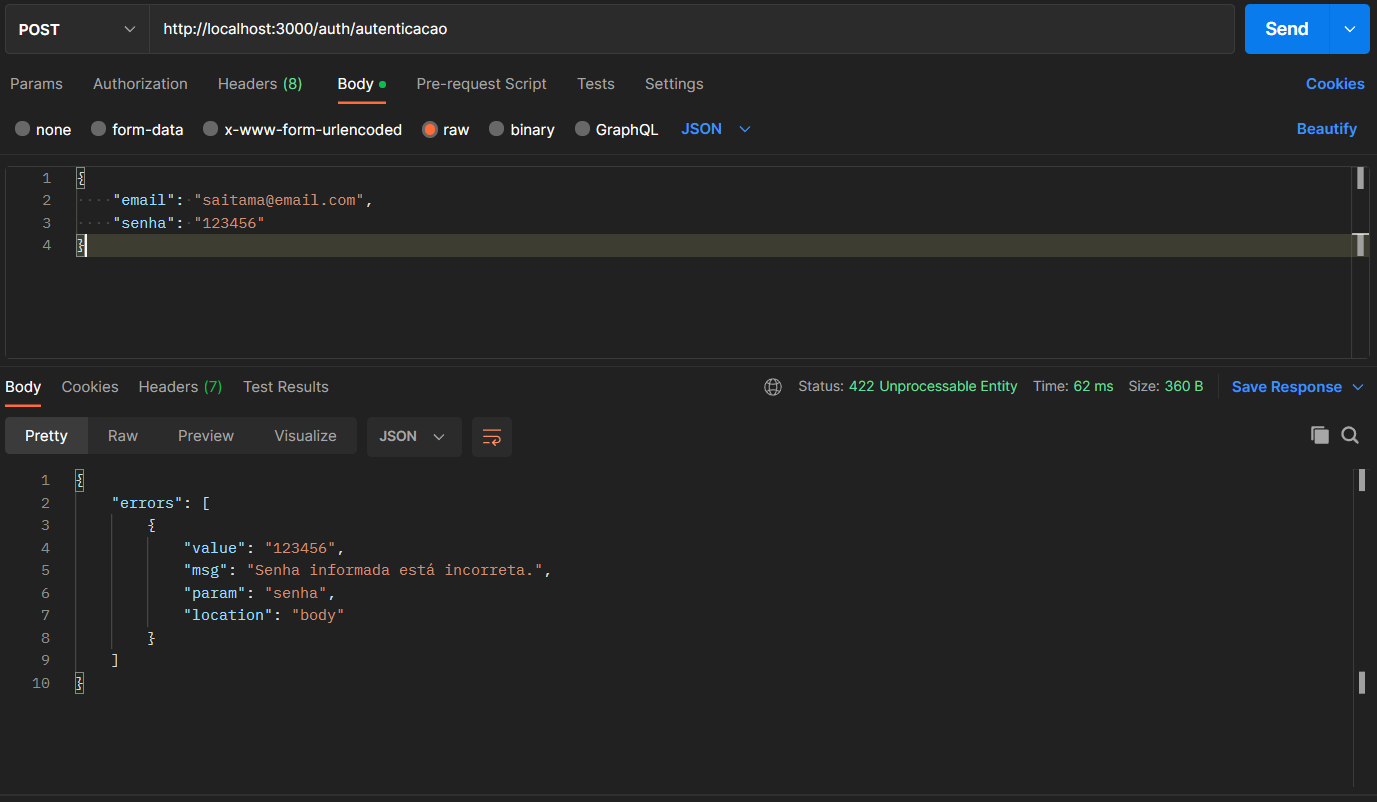 POST http://localhost:3000/auth/autenticacao Send
Params Authorization Headers (8) Body Pre-request Script Tests Settings Cookies
none form-data x-www-form-urlencoded raw binary GraphQL JSON Beautify
1 {
2 "email": "saitama@email.com",
3 "senha": "123456"
4 }
Body Cookies Headers (7) Test Results Status: 422 Unprocessable Entity Time: 62 ms Size: 360 B Save Response
Pretty Raw Preview Visualize JSON
1 {
2 "errors": [
3 {
4 "value": "123456",
5 "msg": "Senha informada está incorreta.",
6 "param": "senha",
7 "location": "body"
8 }
9 ]
10 }